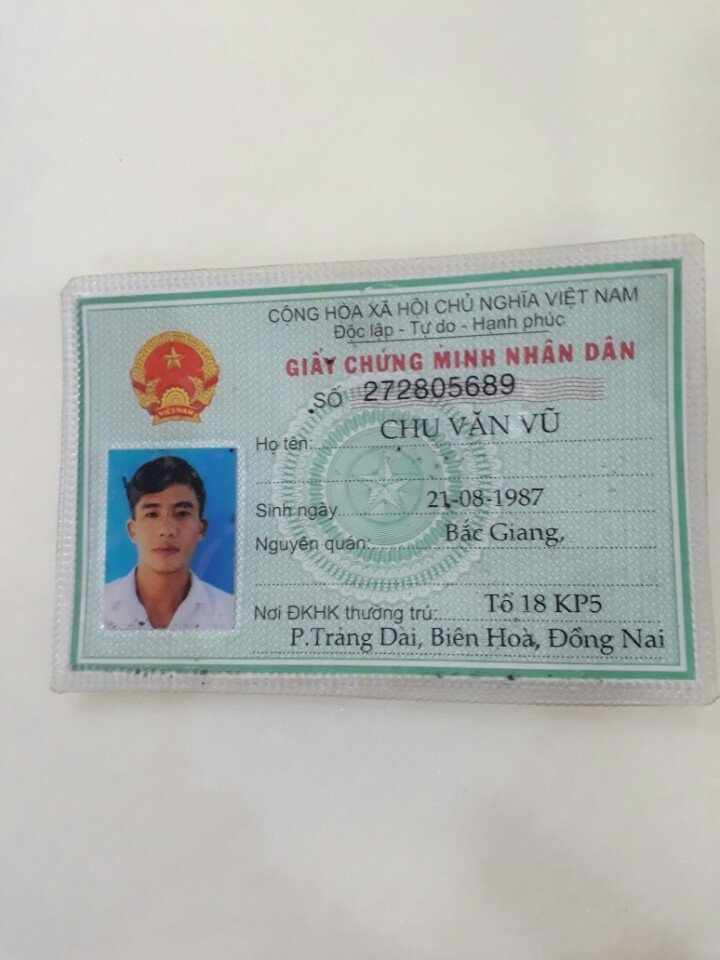 CỘNG HÒA XÃ HỘI CHỦ NGHĨA VIỆT NAM
Độc lập - Tự do - Hạnh phúc
GIẤY CHỨNG MINH NHÂN DÂN
SỐ 272805689
Họ tên: CHU VĂN VŨ
Sinh ngày 21-08-1987
Nguyên quán: Bắc Giang,
Nơi ĐKHK thường trú: Tổ 18 KP5
P.Trảng Dài, Biên Hoà, Đồng Nai
VIỆT NAM